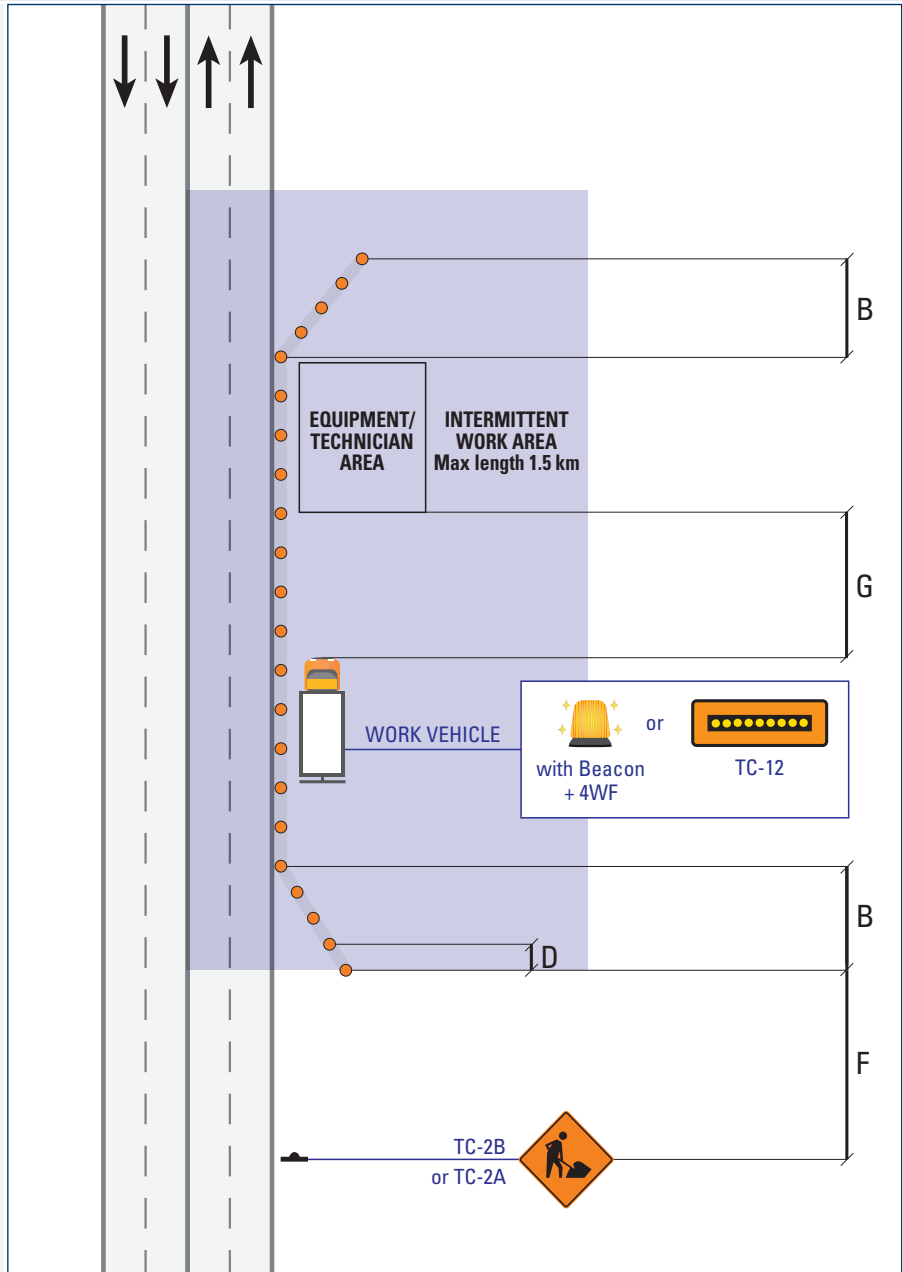 B
EQUIPMENT/
TECHNICIAN
AREA
INTERMITTENT
WORK AREA
Max length 1.5 km
G
WORK VEHICLE
with Beacon
+ 4WF
or
TC-12
B
D
F
TC-2B
or TC-2A